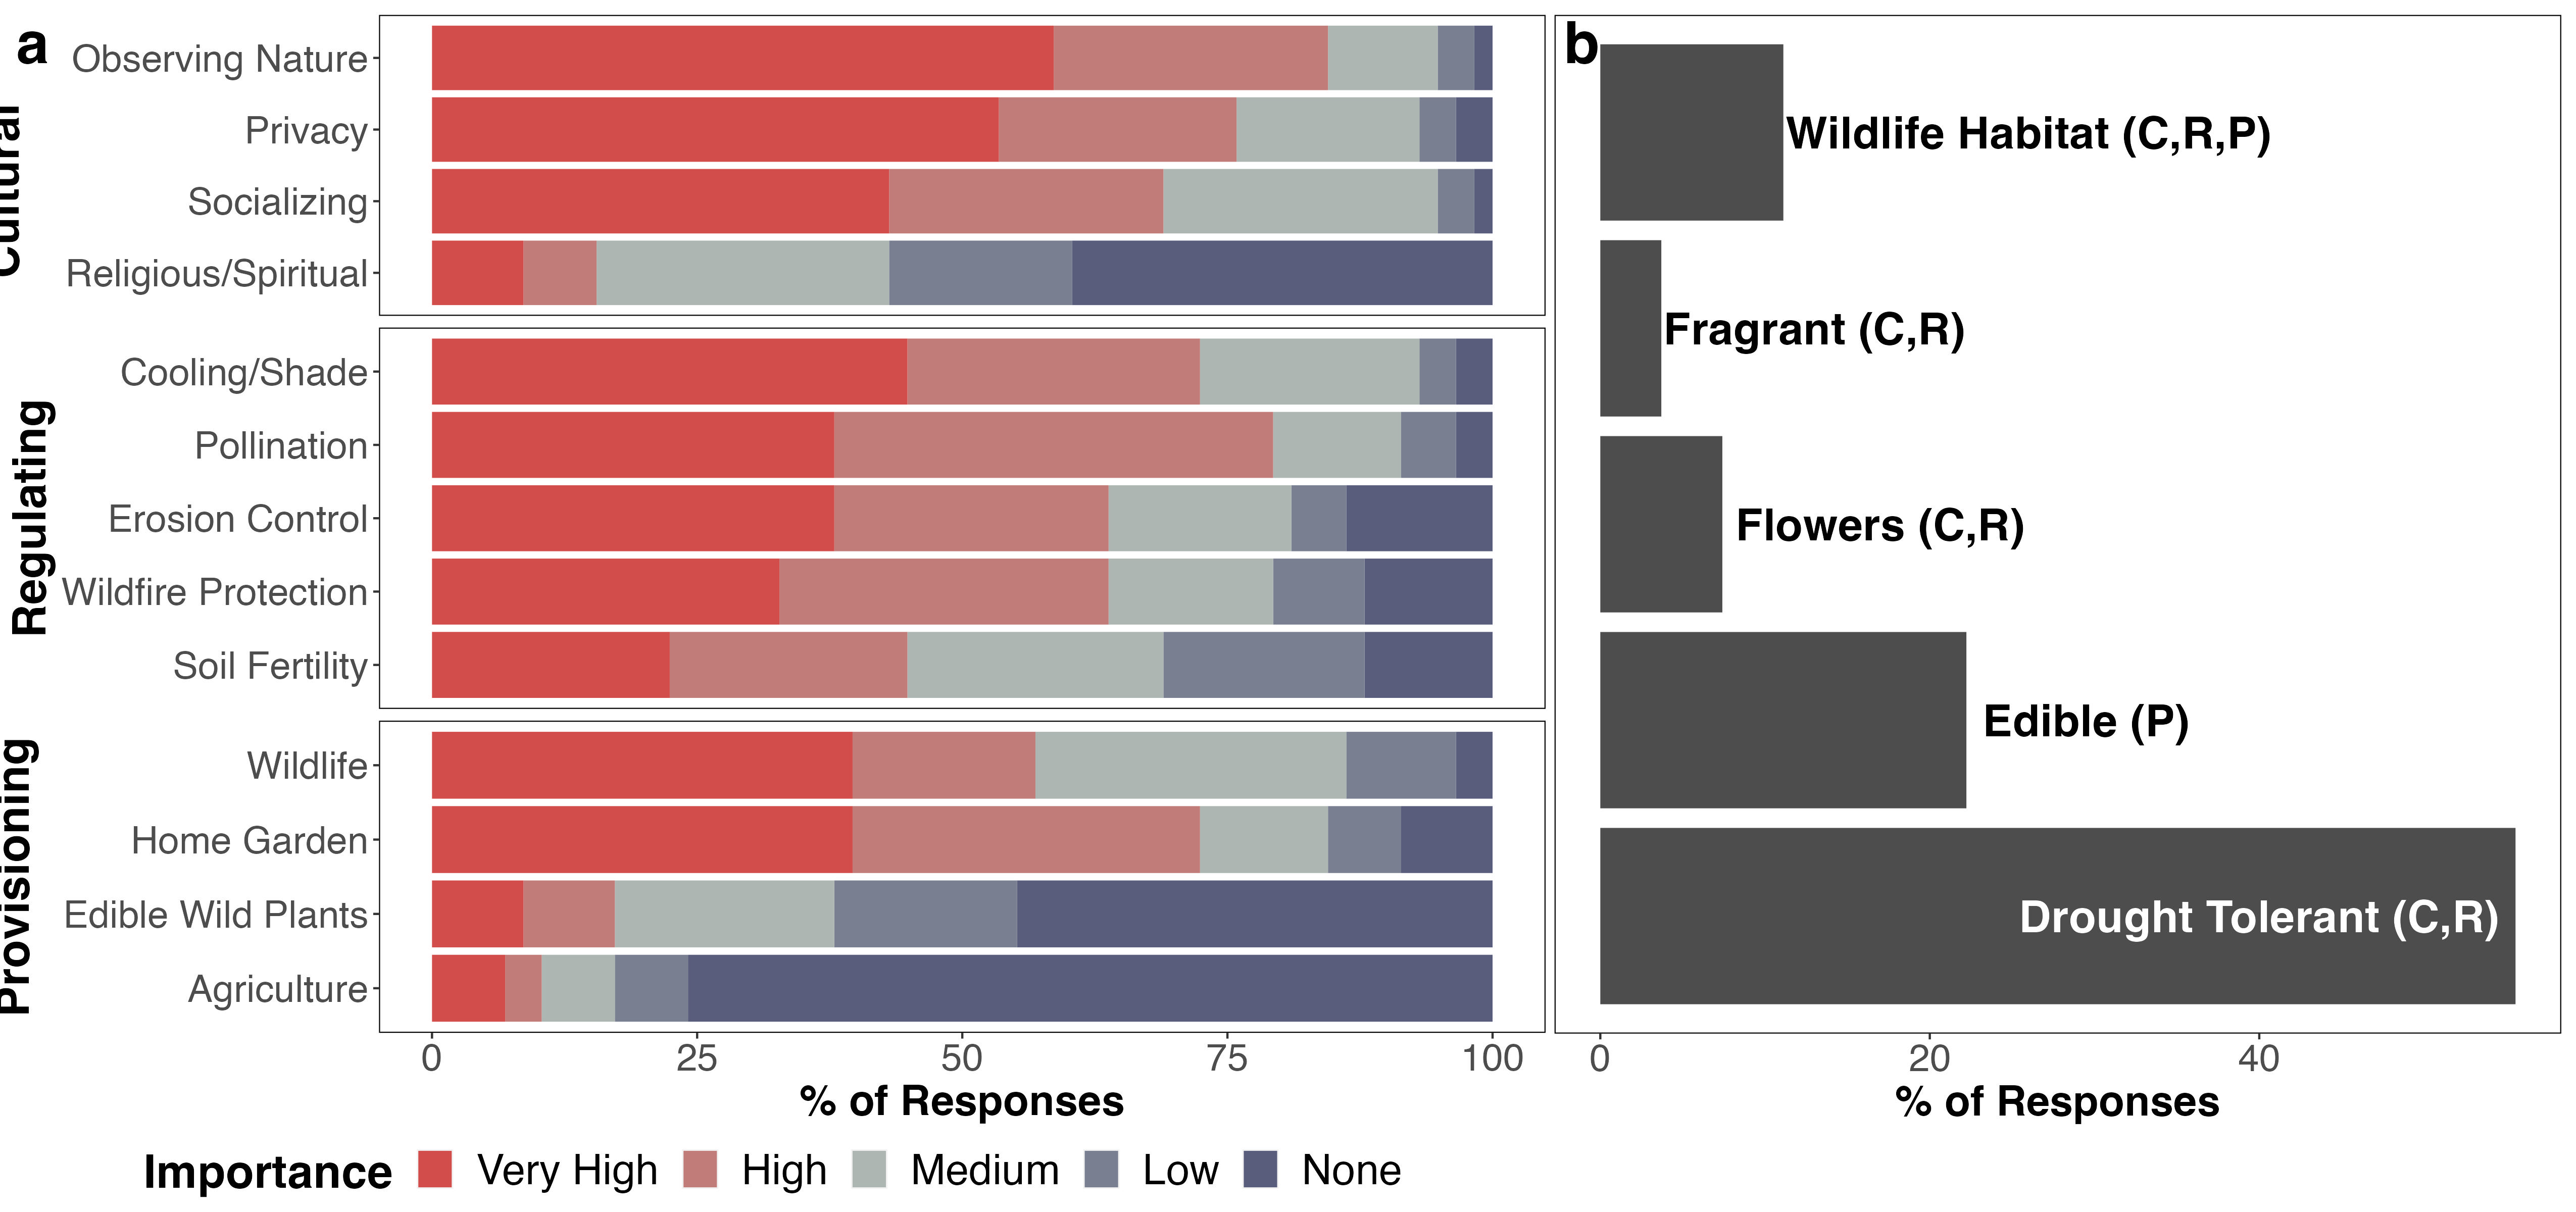 a
Cultural
Observing Nature
Privacy
Socializing
Religious/Spiritual
Regulating
Cooling/Shade
Pollination
Erosion Control
Wildfire Protection
Soil Fertility
Provisioning
Wildlife
Home Garden
Edible Wild Plants
Agriculture
0 25 50 75 100
% of Responses
Importance Very High High Medium Low None
b
Wildlife Habitat (C,R,P)
Fragrant (C,R)
Flowers (C,R)
Edible (P)
Drought Tolerant (C,R)
0 20 40
% of Responses